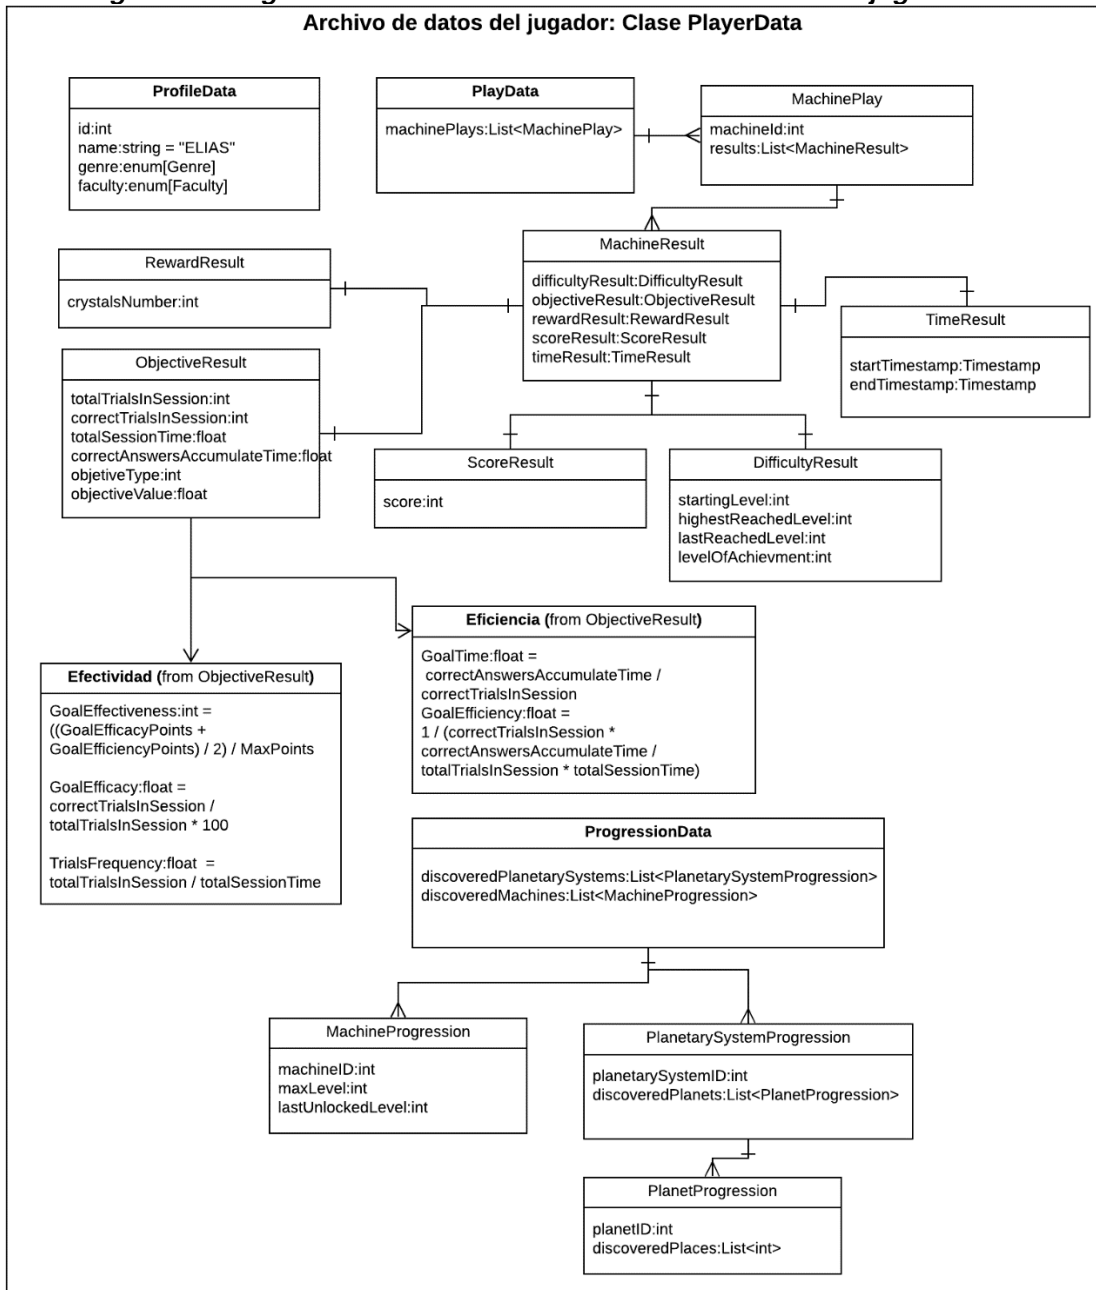 Archivo de datos del jugador: Clase PlayerData
ProfileData
id:int
name:string = "ELIAS"
genre:enum[Genre]
faculty:enum[Faculty]
PlayData
machinePlays:List<MachinePlay>
MachinePlay
machineId:int
results:List<MachineResult>
RewardResult
crystalsNumber:int
MachineResult
difficultyResult:DifficultyResult
objectiveResult:ObjectiveResult
rewardResult:RewardResult
scoreResult:ScoreResult
timeResult:TimeResult
TimeResult
startTimestamp:Timestamp
endTimestamp:Timestamp
ObjectiveResult
totalTrialsInSession:int
correctTrialsInSession:int
totalSessionTime:float
correctAnswersAccumulateTime:float
objetiveType:int
objectiveValue:float
ScoreResult
score:int
DifficultyResult
startingLevel:int
highestReachedLevel:int
lastReachedLevel:int
levelOfAchievment:int
Eficiencia (from ObjectiveResult)
GoalTime:float =
correctAnswersAccumulateTime /
correctTrialsInSession
GoalEfficiency:float =
1 / (correctTrialsInSession *
correctAnswersAccumulateTime /
totalTrialsInSession * totalSessionTime)
Efectividad (from ObjectiveResult)
GoalEffectiveness:int =
((GoalEfficacyPoints +
GoalEfficiencyPoints) / 2) / MaxPoints
GoalEfficacy:float =
correctTrialsInSession /
totalTrialsInSession * 100
TrialsFrequency:float =
totalTrialsInSession / totalSessionTime
ProgressionData
discoveredPlanetarySystems:List<PlanetarySystemProgression>
discoveredMachines:List<MachineProgression>
MachineProgression
machineID:int
maxLevel:int
lastUnlockedLevel:int
PlanetarySystemProgression
planetarySystemID:int
discoveredPlanets:List<PlanetProgression>
PlanetProgression
planetID:int
discoveredPlaces:List<int>